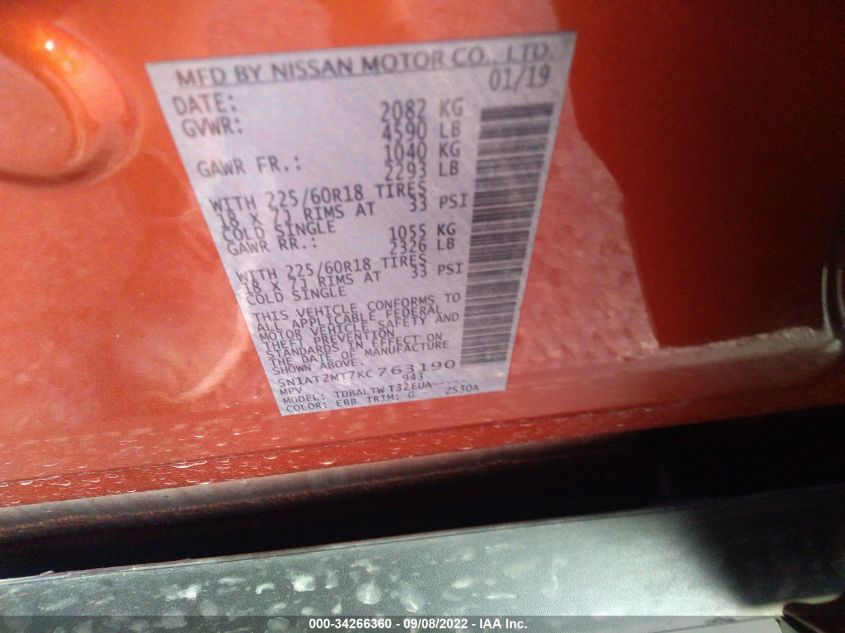 MFD BY NISSAN MOTOR CO., LTD.
DATE: 01/19
GVWR: 2082 KG
4590 LB
GAWR FR.: 1040 KG
2293 LB
WITH 225/60R18 TIRES
18 X 7J RIMS AT 33 PSI
COLD SINGLE
GAWR RR.: 1055 KG
2326 LB
WITH 225/60R18 TIRES
18 X 7J RIMS AT 33 PSI
COLD SINGLE
THIS VEHICLE CONFORMS TO
ALL APPLICABLE FEDERAL
MOTOR VEHICLE SAFETY AND
THEFT PREVENTION
STANDARDS IN EFFECT ON
THE DATE OF MANUFACTURE
SHOWN ABOVE.
5N1AT2MT7KC763190
MPV 943
MODEL: TDBALTW T32EUA-----
COLOR: EBB TRIM: G 2S30A
000-34266360 - 09/08/2022 - IAA Inc.